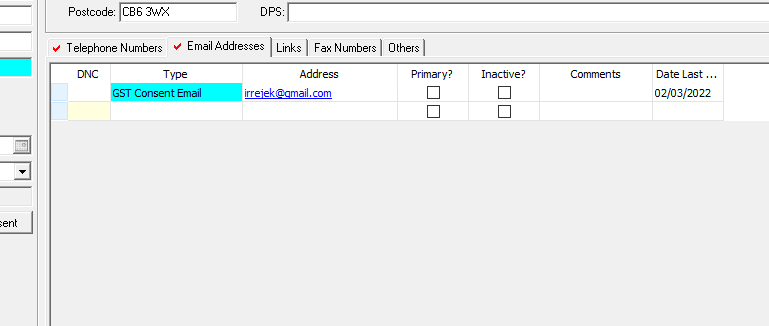 Postcode: CB6 3WX DPS:
Telephone Numbers Email Addresses Links Fax Numbers Others
DNC Type Address Primary? Inactive? Comments Date Last ...
GST Consent Email irrejek@gmail.com 02/03/2022
sent